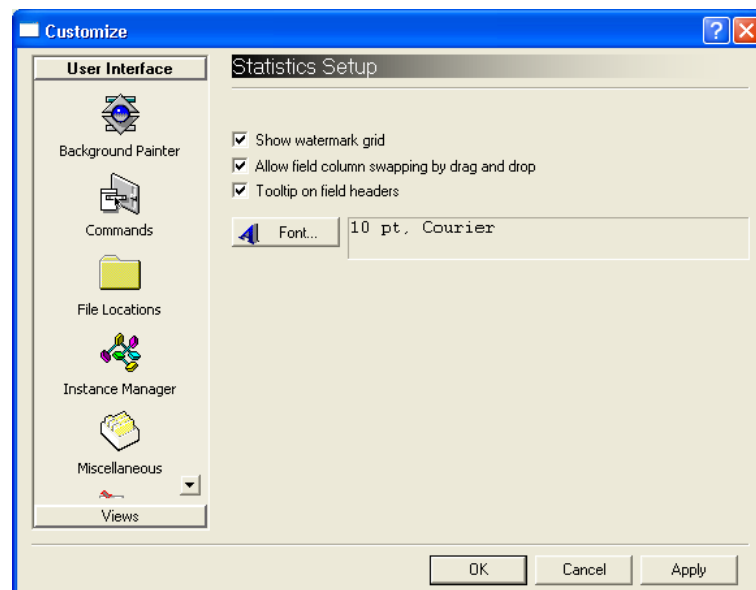 Customize
User Interface
Background Painter
Commands
File Locations
Instance Manager
Miscellaneous
Views
Statistics Setup
Show watermark grid
Allow field column swapping by drag and drop
Tooltip on field headers
Font...
10 pt, Courier
OK
Cancel
Apply